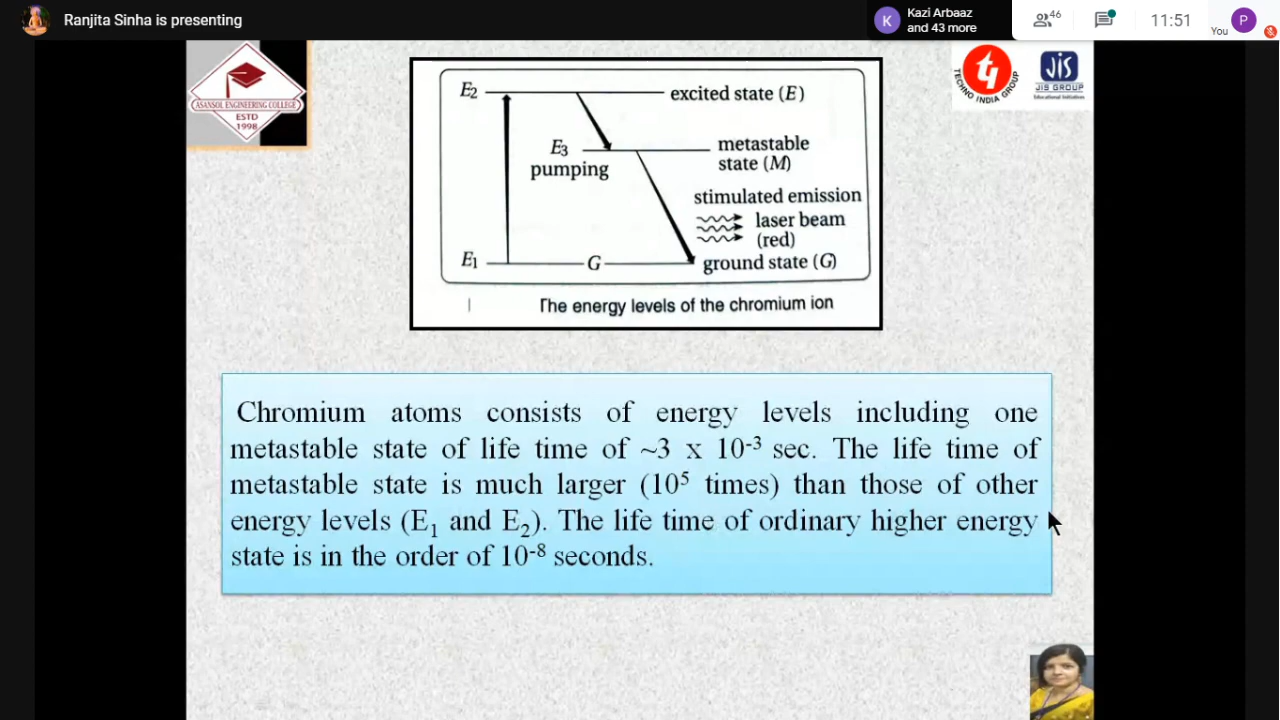 Ranjita Sinha is presenting
K
Kazi Arbaaz
and 43 more
46
11:51
You
P
ASANSOL ENGINEERING COLLEGE
ESTD
1998
TECHNO INDIA GROUP
JIS
JIS GROUP
Educational Initiatives
E2
excited state (E)
E3
metastable
state (M)
pumping
stimulated emission
laser beam
(red)
E1
G
ground state (G)
The energy levels of the chromium ion
Chromium atoms consists of energy levels including one
metastable state of life time of ~3 x 10-3 sec. The life time of
metastable state is much larger (105 times) than those of other
energy levels (E1 and E2). The life time of ordinary higher energy
state is in the order of 10-8 seconds.